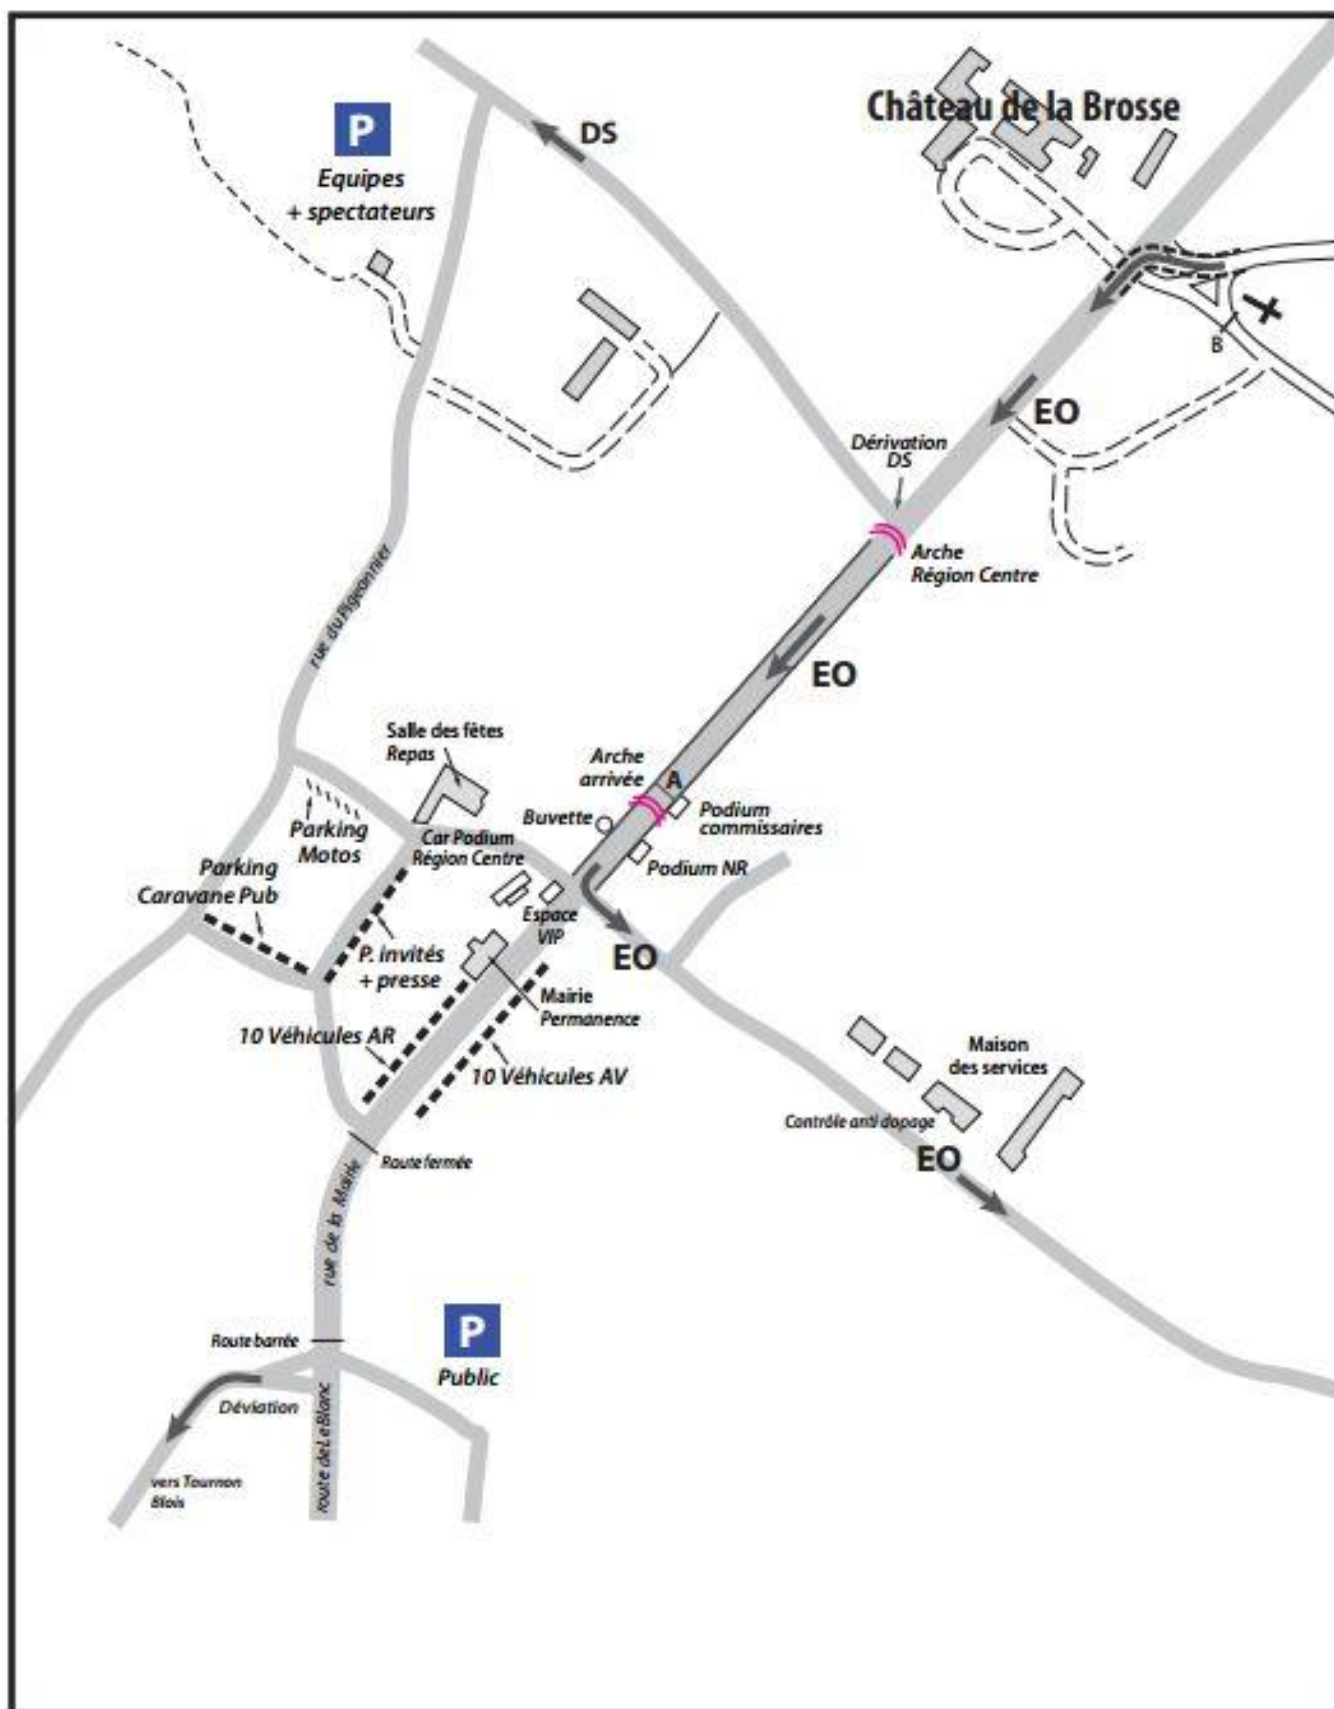 Château de la Brosse
P
Equipes
+ spectateurs
DS
B
EO
Dérivation
DS
Arche
Région Centre
rue du Pigeonnier
EO
Salle des fêtes
Repas
Arche
arrivée
A
Buvette
Podium
commissaires
Parking
Motos
Car Podium
Région Centre
Podium NR
Parking
Caravane Pub
Espace
VIP
P. invités
+ presse
EO
Mairie
Permanence
10 Véhicules AR
10 Véhicules AV
Maison
des services
Contrôle anti dopage
EO
Route fermée
rue de la Mairie
P
Public
Route barrée
Déviation
route de Le Blanc
vers Tournon
Blois